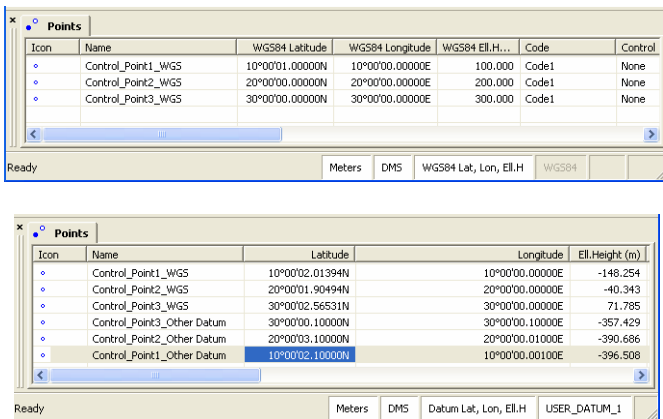 Points
Icon Name WGS84 Latitude WGS84 Longitude WGS84 Ell.H... Code Control
Control_Point1_WGS 10°00'01.00000N 10°00'00.00000E 100.000 Code1 None
Control_Point2_WGS 20°00'00.00000N 20°00'00.00000E 200.000 Code1 None
Control_Point3_WGS 30°00'00.00000N 30°00'00.00000E 300.000 Code1 None
Ready Meters DMS WGS84 Lat, Lon, Ell.H WGS84
Points
Icon Name Latitude Longitude Ell.Height (m)
Control_Point1_WGS 10°00'02.01394N 10°00'00.00000E -148.254
Control_Point2_WGS 20°00'01.90494N 20°00'00.00000E -40.343
Control_Point3_WGS 30°00'02.56531N 30°00'00.00000E 71.785
Control_Point3_Other Datum 30°00'00.10000N 30°00'00.10000E -357.429
Control_Point2_Other Datum 20°00'03.10000N 20°00'00.01000E -390.686
Control_Point1_Other Datum 10°00'02.10000N 10°00'00.00100E -396.508
Ready Meters DMS Datum Lat, Lon, Ell.H USER_DATUM_1